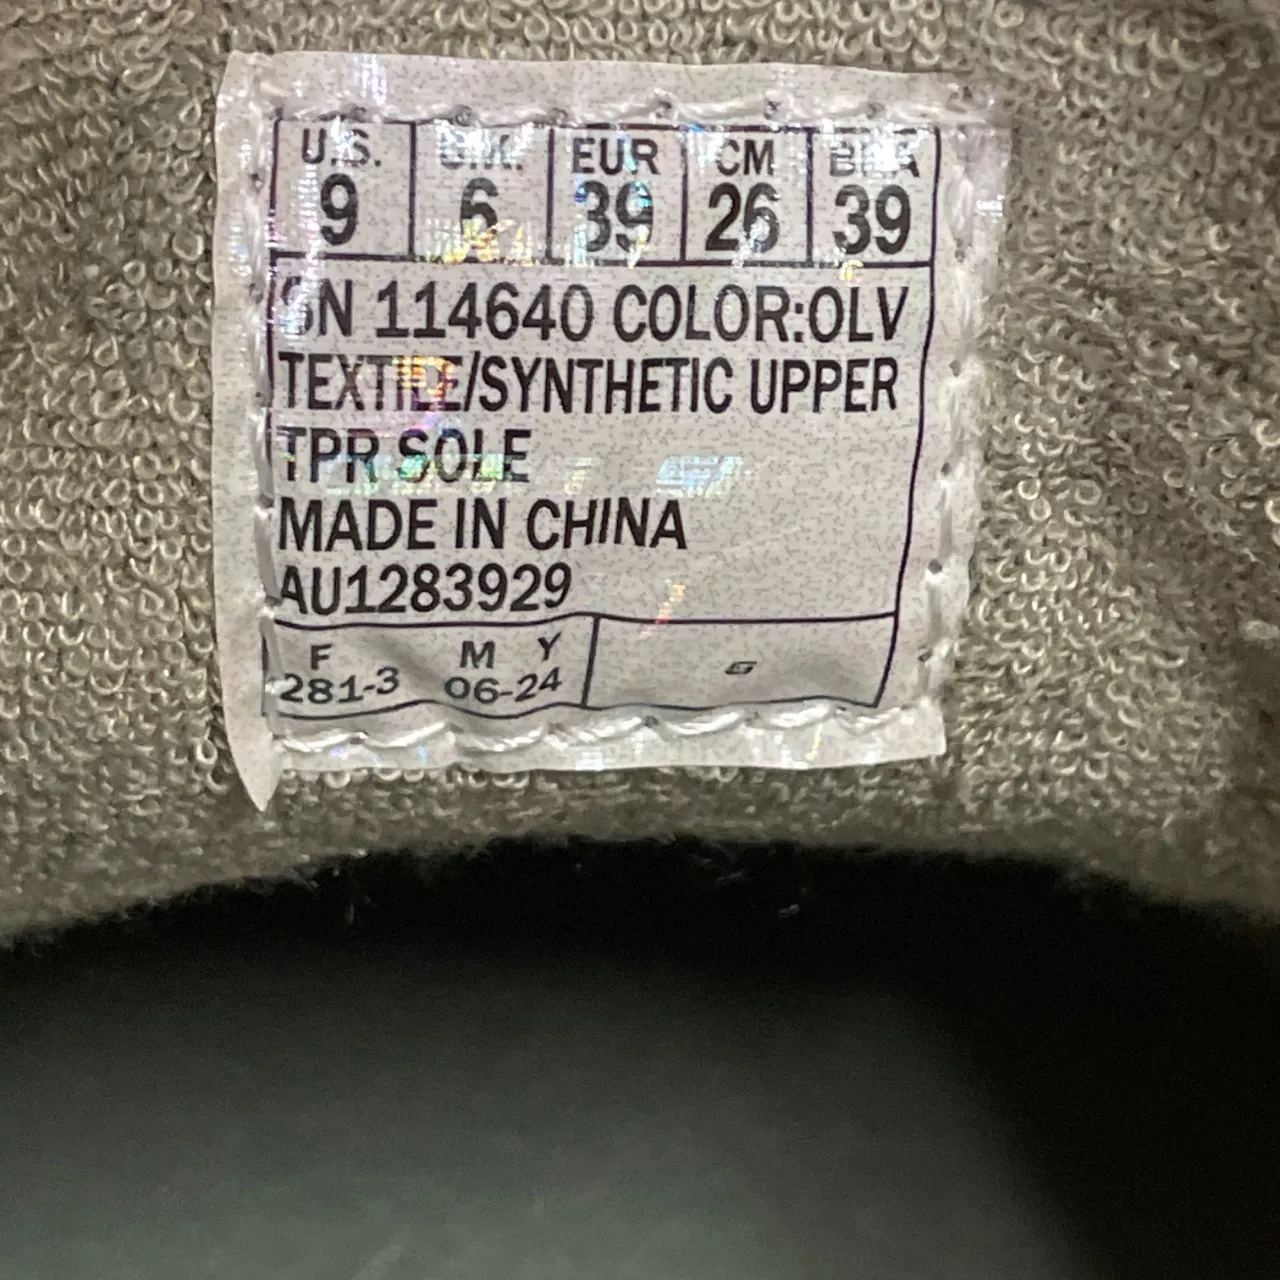 U.S. U.K. EUR CM BRA
9 6 39 26 39
SN 114640 COLOR:OLV
TEXTILE/SYNTHETIC UPPER
TPR SOLE
MADE IN CHINA
AU1283929
F M Y
281-3 06-24